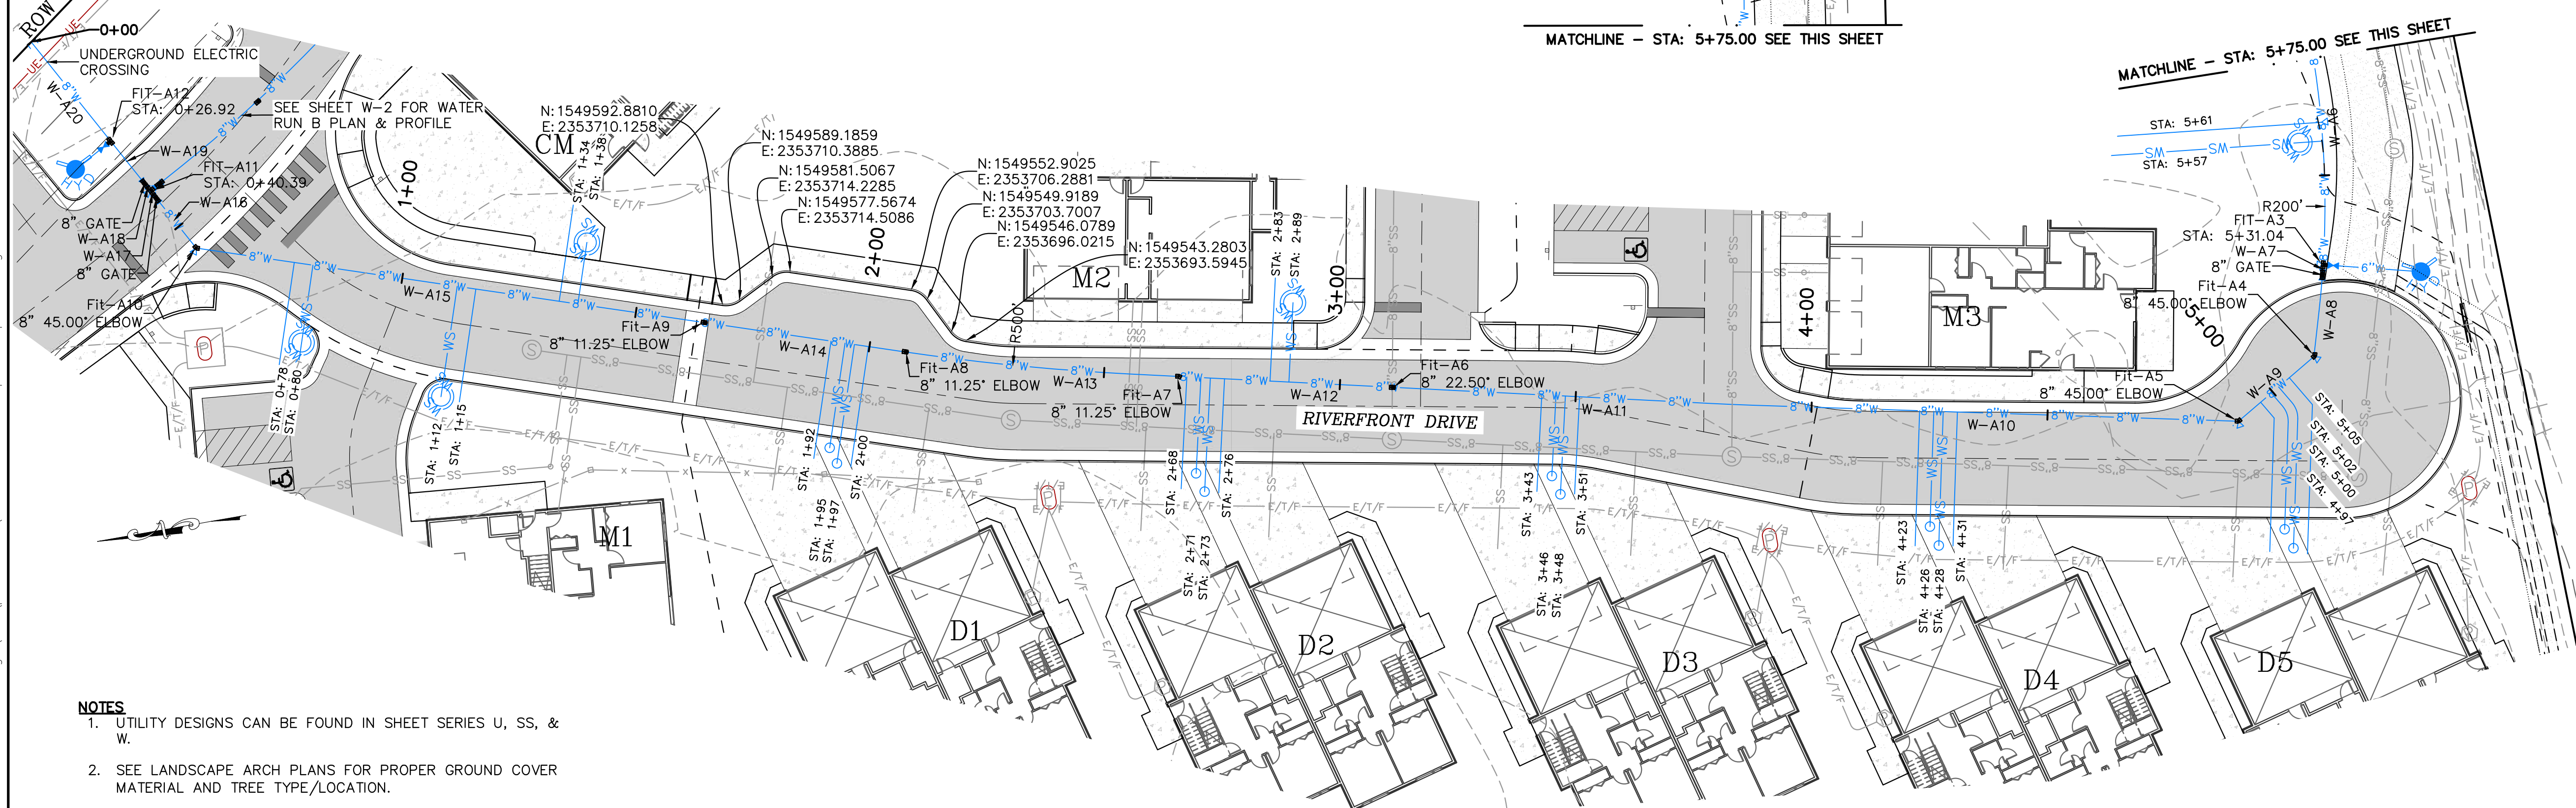 ROW
0+00
UE
UNDERGROUND ELECTRIC
CROSSING
8"W
W-A20
FIT-A12
STA: 0+26.92
SEE SHEET W-2 FOR WATER
RUN B PLAN & PROFILE
8"W
8"W
W-A19
FIT-A11
STA: 0+40.39
HYD
W-A16
8" GATE
W-A18
W-A17
8" GATE
Fit-A10
8" 45.00° ELBOW
1+00
CM
STA: 1+34
STA: 1+38
N: 1549592.8810
E: 2353710.1258
N: 1549589.1859
E: 2353710.3885
N: 1549581.5067
E: 2353714.2285
N: 1549577.5674
E: 2353714.5086
2+00
N: 1549552.9025
E: 2353706.2881
N: 1549549.9189
E: 2353703.7007
N: 1549546.0789
E: 2353696.0215
N: 1549543.2803
E: 2353693.5945
MATCHLINE - STA: 5+75.00 SEE THIS SHEET
MATCHLINE - STA: 5+75.00 SEE THIS SHEET
STA: 5+61
STA: 5+57
WS
W-A6
R200'
FIT-A3
STA: 5+31.04
W-A7
8" GATE
6"W
HYD
Fit-A4
8" 45.00° ELBOW
W-A8
5+00
W-A9
Fit-A5
8" 45.00° ELBOW
M2
STA: 2+83
STA: 2+89
3+00
4+00
M3
R500'
W-A15
Fit-A9
8" 11.25° ELBOW
W-A14
Fit-A8
8" 11.25° ELBOW
W-A13
Fit-A7
8" 11.25° ELBOW
W-A12
Fit-A6
8" 22.50° ELBOW
W-A11
W-A10
RIVERFRONT DRIVE
STA: 0+78
STA: 0+80
STA: 1+12
STA: 1+15
STA: 1+92
STA: 1+95
STA: 1+97
STA: 2+00
STA: 2+68
STA: 2+71
STA: 2+73
STA: 2+76
STA: 3+43
STA: 3+46
STA: 3+48
STA: 3+51
STA: 4+23
STA: 4+26
STA: 4+28
STA: 4+31
STA: 5+05
STA: 5+02
STA: 5+00
STA: 4+97
E/T/F
8"SS
M1
D1
D2
D3
D4
D5
NOTES
1. UTILITY DESIGNS CAN BE FOUND IN SHEET SERIES U, SS, &
W.
2. SEE LANDSCAPE ARCH PLANS FOR PROPER GROUND COVER
MATERIAL AND TREE TYPE/LOCATION.